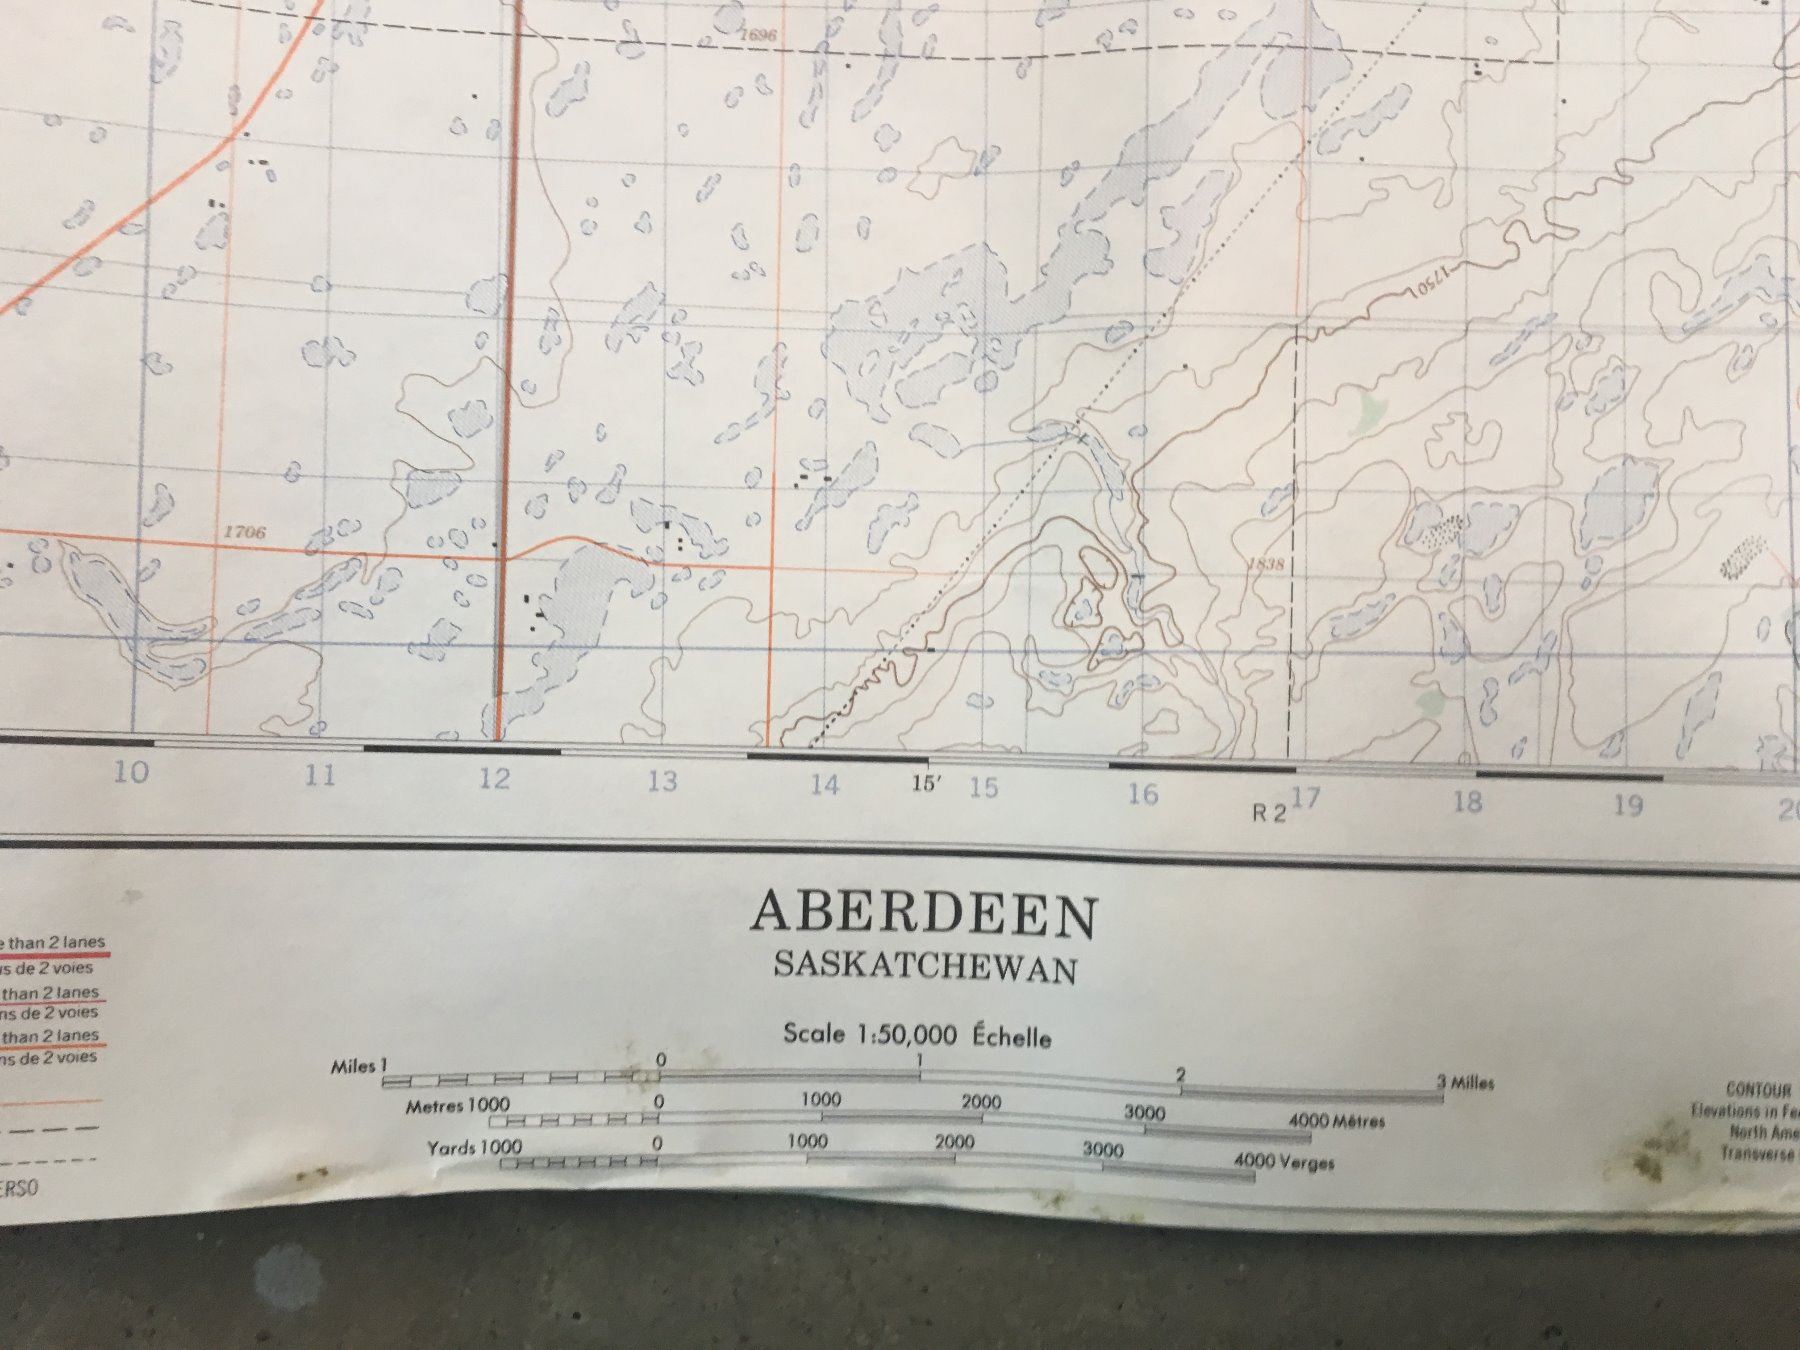 1696
1750
1706
1838
10 11 12 13 14 15' 15 16 R 2 17 18 19 20
ABERDEEN
SASKATCHEWAN
Scale 1:50,000 Échelle
Miles 1 0 1 2 3 Milles
Metres 1000 0 1000 2000 3000 4000 Mètres
Yards 1000 0 1000 2000 3000 4000 Verges
than 2 lanes
de 2 voies
than 2 lanes
de 2 voies
than 2 lanes
de 2 voies
CONTOUR
Elevations in
North
Transverse